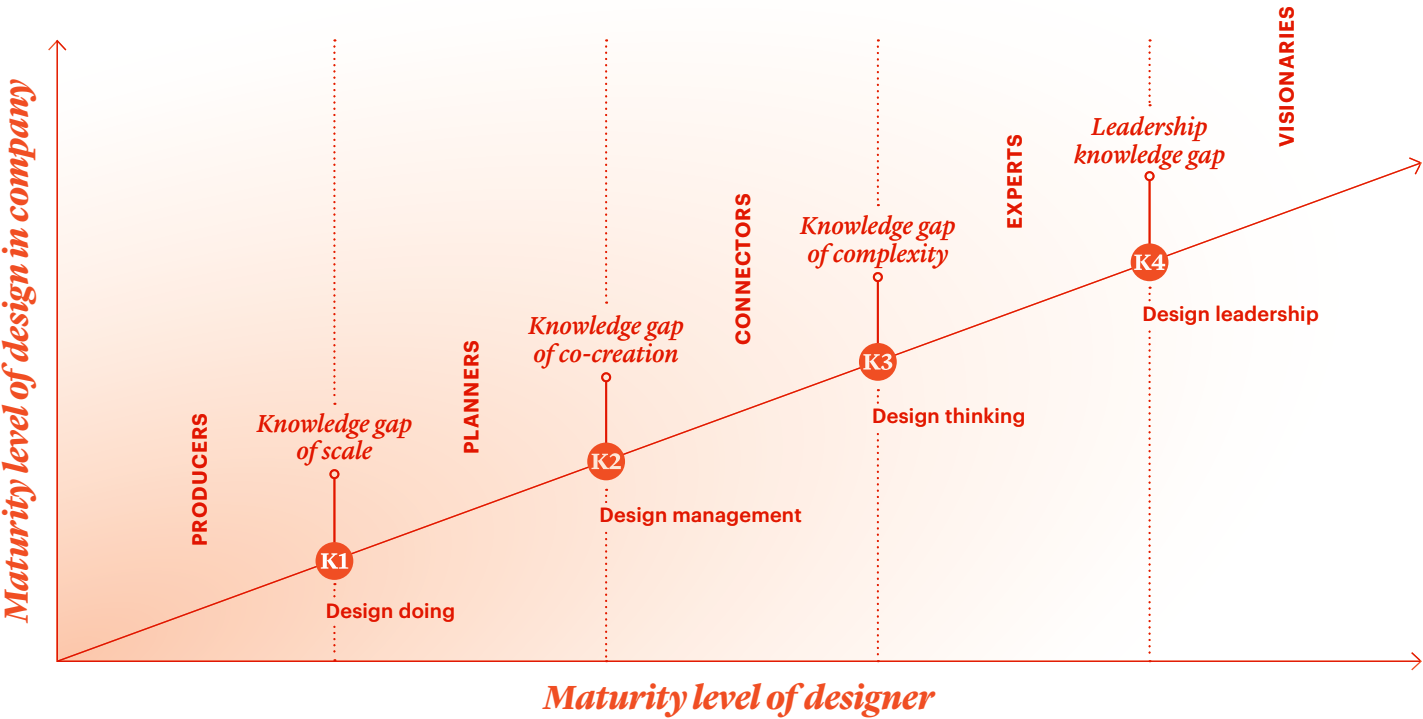 Maturity level of design in company
PRODUCERS
Knowledge gap
of scale
K1
Design doing
PLANNERS
Knowledge gap
of co-creation
K2
Design management
CONNECTORS
Knowledge gap
of complexity
K3
Design thinking
EXPERTS
Leadership
knowledge gap
K4
Design leadership
VISIONARIES
Maturity level of designer